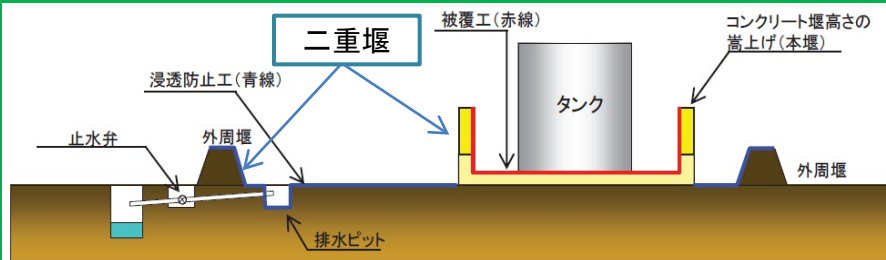 被覆工(赤線)
コンクリート堰高さの
嵩上げ(本堰)
二重堰
浸透防止工(青線)
タンク
止水弁
外周堰
外周堰
排水ピット